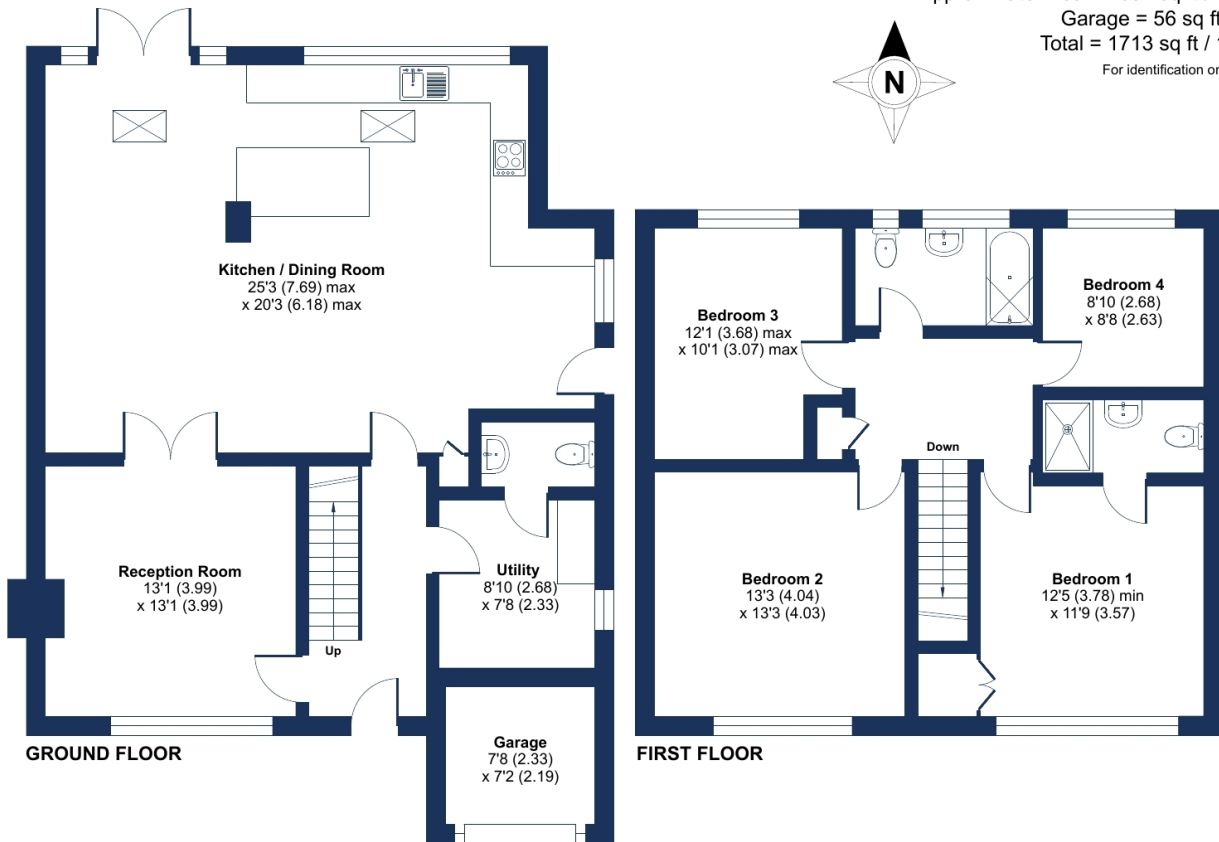 Garage = 56 sq ft
Total = 1713 sq ft /
For identification
N
Kitchen / Dining Room
25'3 (7.69) max
x 20'3 (6.18) max
Reception Room
13'1 (3.99)
x 13'1 (3.99)
Up
Utility
8'10 (2.68)
x 7'8 (2.33)
Garage
7'8 (2.33)
x 7'2 (2.19)
GROUND FLOOR
Bedroom 3
12'1 (3.68) max
x 10'1 (3.07) max
Bedroom 4
8'10 (2.68)
x 8'8 (2.63)
Down
Bedroom 2
13'3 (4.04)
x 13'3 (4.03)
Bedroom 1
12'5 (3.78) min
x 11'9 (3.57)
FIRST FLOOR